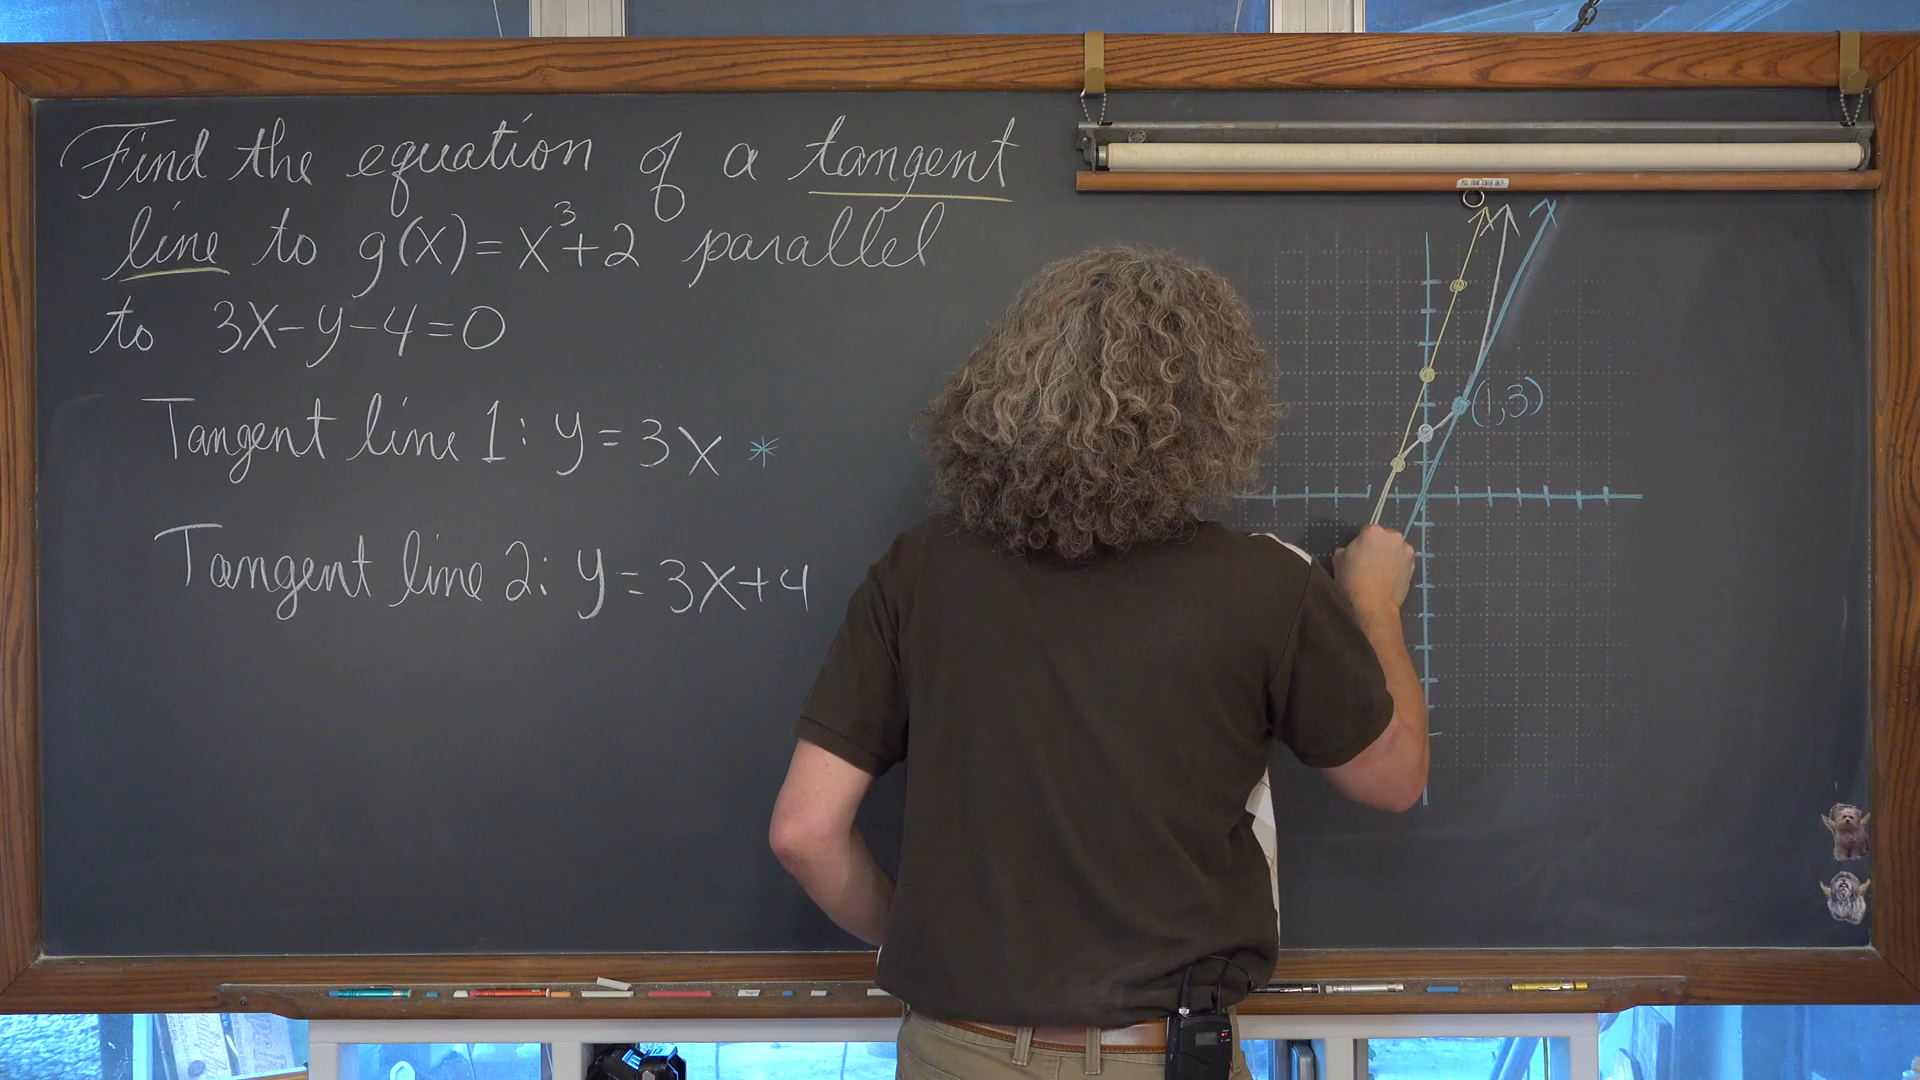 Find the equation of a tangent
line to g(x)=x³+2 parallel
to 3x-y-4=0
Tangent line 1: y=3x *
Tangent line 2: y=3x+4
(1,3)